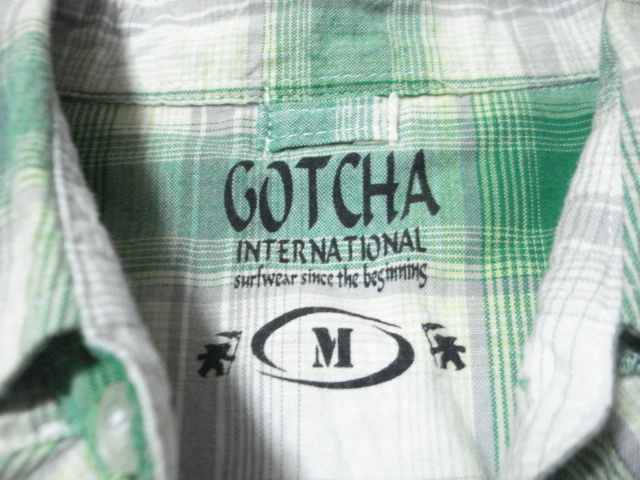 GOTCHA
INTERNATIONAL
surfwear since the beginning
M